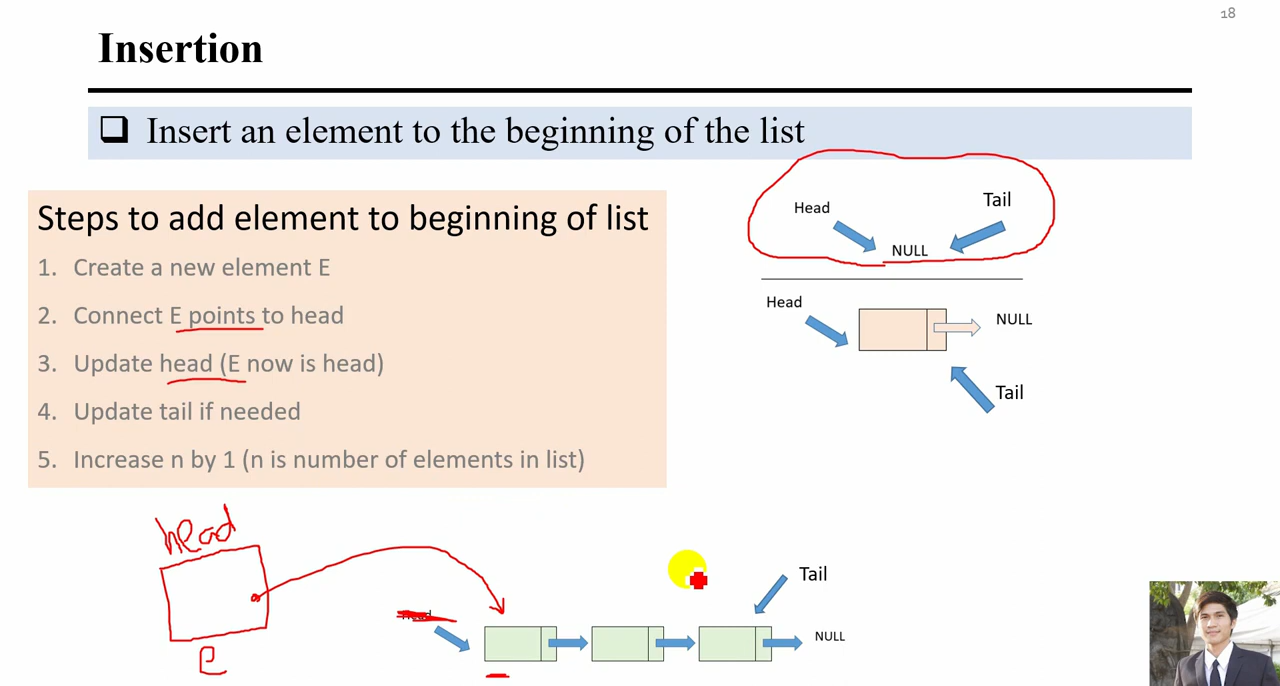 18
Insertion
Insert an element to the beginning of the list
Steps to add element to beginning of list
1. Create a new element E
2. Connect E points to head
3. Update head (E now is head)
4. Update tail if needed
5. Increase n by 1 (n is number of elements in list)
Head
Tail
NULL
Head
NULL
Tail
head
E
Head
Tail
NULL